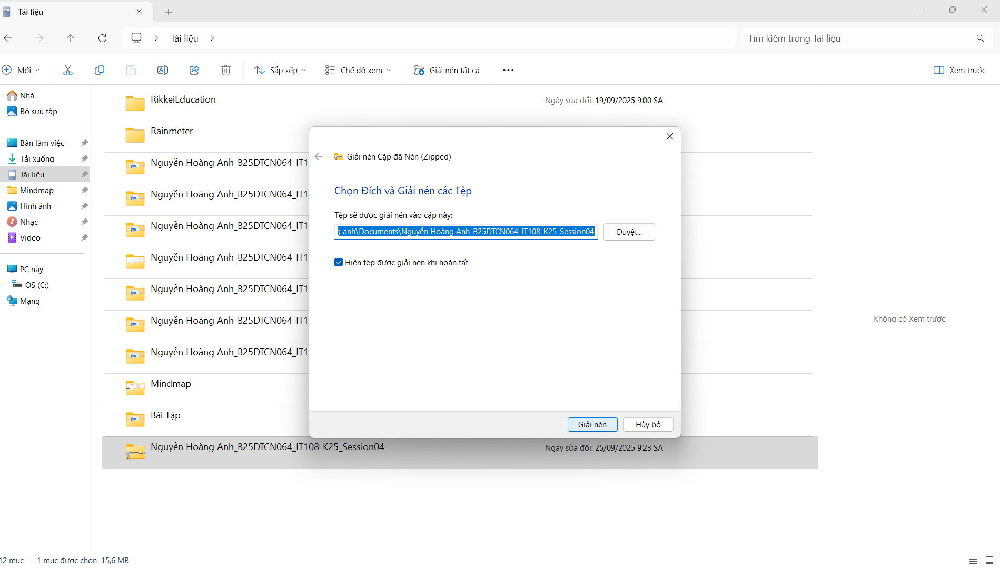 Tài liệu
Tài liệu
Tìm kiếm trong Tài liệu
Mới
Sắp xếp
Chế độ xem
Giải nén tất cả
Xem trước
Nhà
Bộ sưu tập
Bàn làm việc
Tải xuống
Tài liệu
Mindmap
Hình ảnh
Nhạc
Video
PC này
OS (C:)
Mạng
RikkeiEducation
Ngày sửa đổi: 19/09/2025 9:00 SA
Rainmeter
Nguyễn Hoàng Anh_B25DTCN064_IT1
Nguyễn Hoàng Anh_B25DTCN064_IT1
Nguyễn Hoàng Anh_B25DTCN064_IT1
Nguyễn Hoàng Anh_B25DTCN064_IT1
Nguyễn Hoàng Anh_B25DTCN064_IT1
Nguyễn Hoàng Anh_B25DTCN064_IT1
Nguyễn Hoàng Anh_B25DTCN064_IT1
Mindmap
Bài Tập
Nguyễn Hoàng Anh_B25DTCN064_IT108-K25_Session04
Ngày sửa đổi: 25/09/2025 9:23 SA
Giải nén Cặp đã Nén (Zipped)
Chọn Đích và Giải nén các Tệp
Tệp sẽ được giải nén vào cặp này:
g anh\Documents\Nguyễn Hoàng Anh_B25DTCN064_IT108-K25_Session04
Duyệt...
Hiện tệp được giải nén khi hoàn tất
Giải nén
Hủy bỏ
Không có Xem trước.
12 mục
1 mục được chọn 15,6 MB